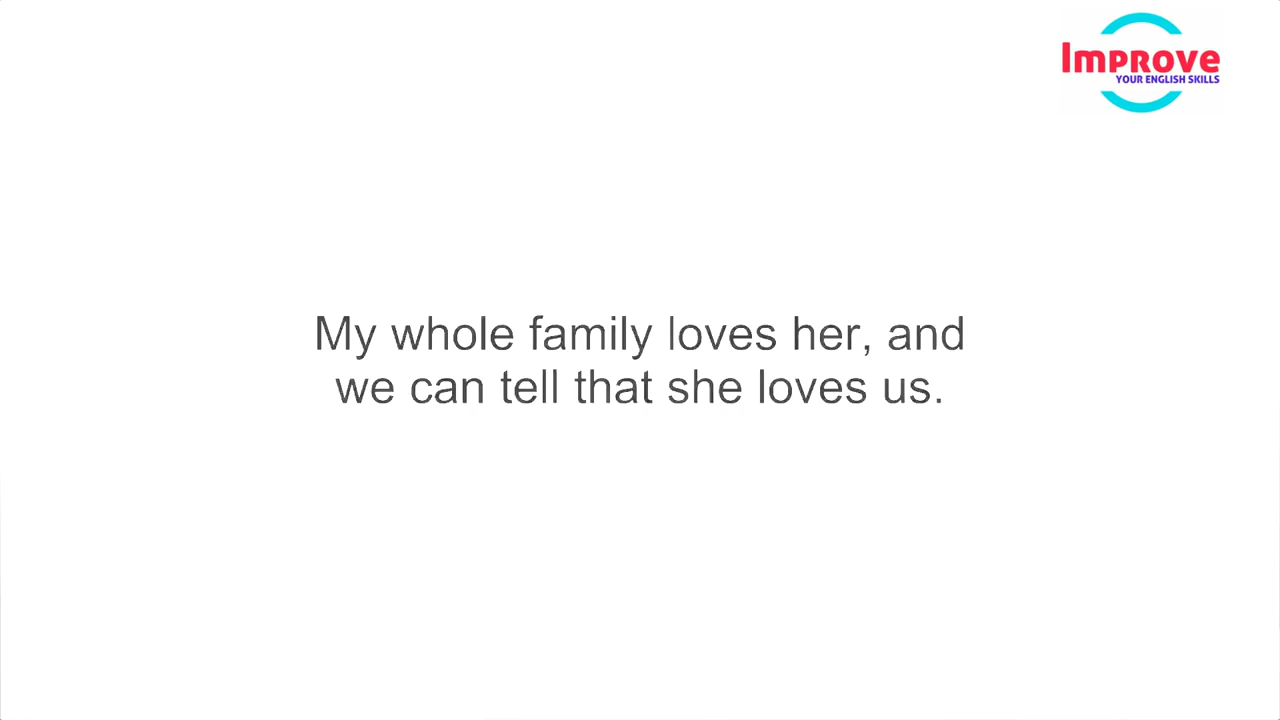 Improve
YOUR ENGLISH SKILLS
My whole family loves her, and
we can tell that she loves us.